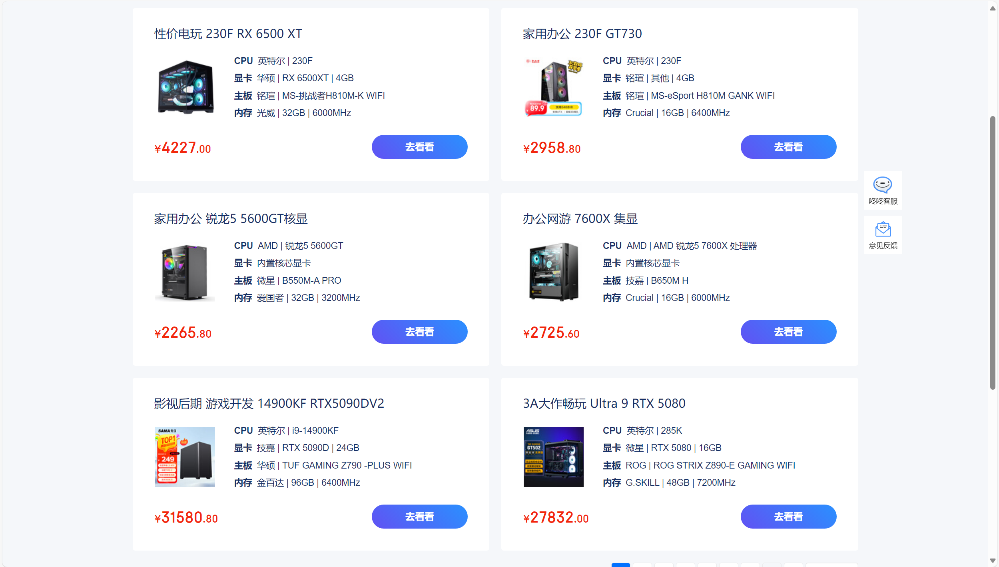 性价电玩 230F RX 6500 XT
CPU 英特尔 | 230F
显卡 华硕 | RX 6500XT | 4GB
主板 铭瑄 | MS-挑战者H810M-K WIFI
内存 光威 | 32GB | 6000MHz
¥4227.00
去看看
家用办公 230F GT730
89.9
支持240水冷
CPU 英特尔 | 230F
显卡 铭瑄 | 其他 | 4GB
主板 铭瑄 | MS-eSport H810M GANK WIFI
内存 Crucial | 16GB | 6400MHz
¥2958.80
去看看
家用办公 锐龙5 5600GT核显
CPU AMD | 锐龙5 5600GT
显卡 内置核芯显卡
主板 微星 | B550M-A PRO
内存 爱国者 | 32GB | 3200MHz
¥2265.80
去看看
办公网游 7600X 集显
CPU AMD | AMD 锐龙5 7600X 处理器
显卡 内置核芯显卡
主板 技嘉 | B650M H
内存 Crucial | 16GB | 6000MHz
¥2725.60
去看看
影视后期 游戏开发 14900KF RTX5090DV2
SAMA 先马
TOP1
249
CPU 英特尔 | i9-14900KF
显卡 技嘉 | RTX 5090D | 24GB
主板 华硕 | TUF GAMING Z790 -PLUS WIFI
内存 金百达 | 96GB | 6400MHz
¥31580.80
去看看
3A大作畅玩 Ultra 9 RTX 5080
ASUS
TUF GAMING
GT502
CPU 英特尔 | 285K
显卡 微星 | RTX 5080 | 16GB
主板 ROG | ROG STRIX Z890-E GAMING WIFI
内存 G.SKILL | 48GB | 7200MHz
¥27832.00
去看看
咚咚客服
意见反馈